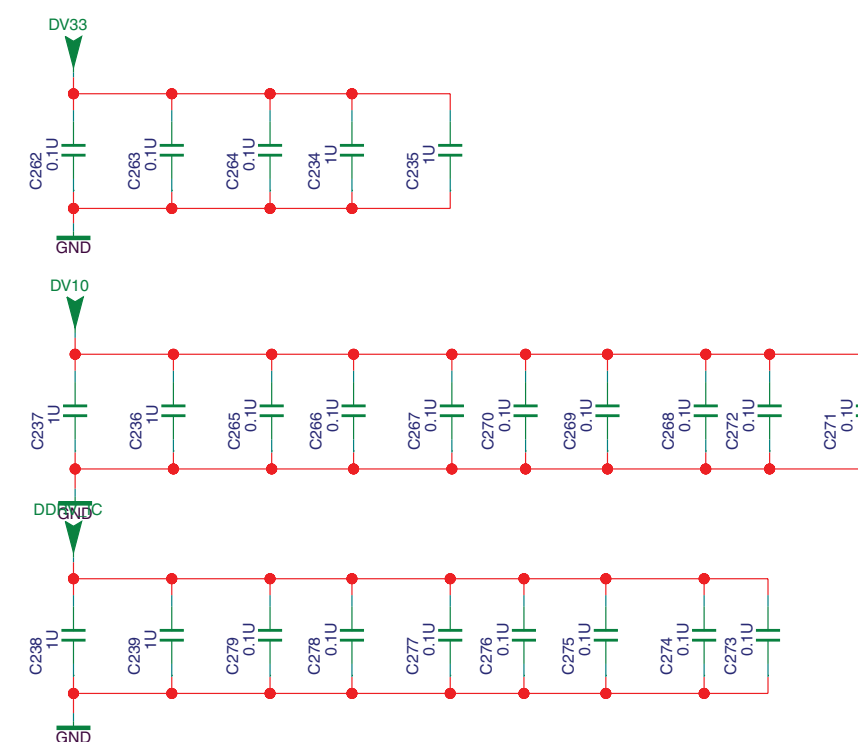 DV33
C262 0.1U
C263 0.1U
C264 0.1U
C234 1U
C235 1U
GND
DV10
C237 1U
C236 1U
C265 0.1U
C266 0.1U
C267 0.1U
C270 0.1U
C269 0.1U
C268 0.1U
C272 0.1U
C271 0.1U
GND
C238 1U
C239 1U
C279 0.1U
C278 0.1U
C277 0.1U
C276 0.1U
C275 0.1U
C274 0.1U
C273 0.1U
GND